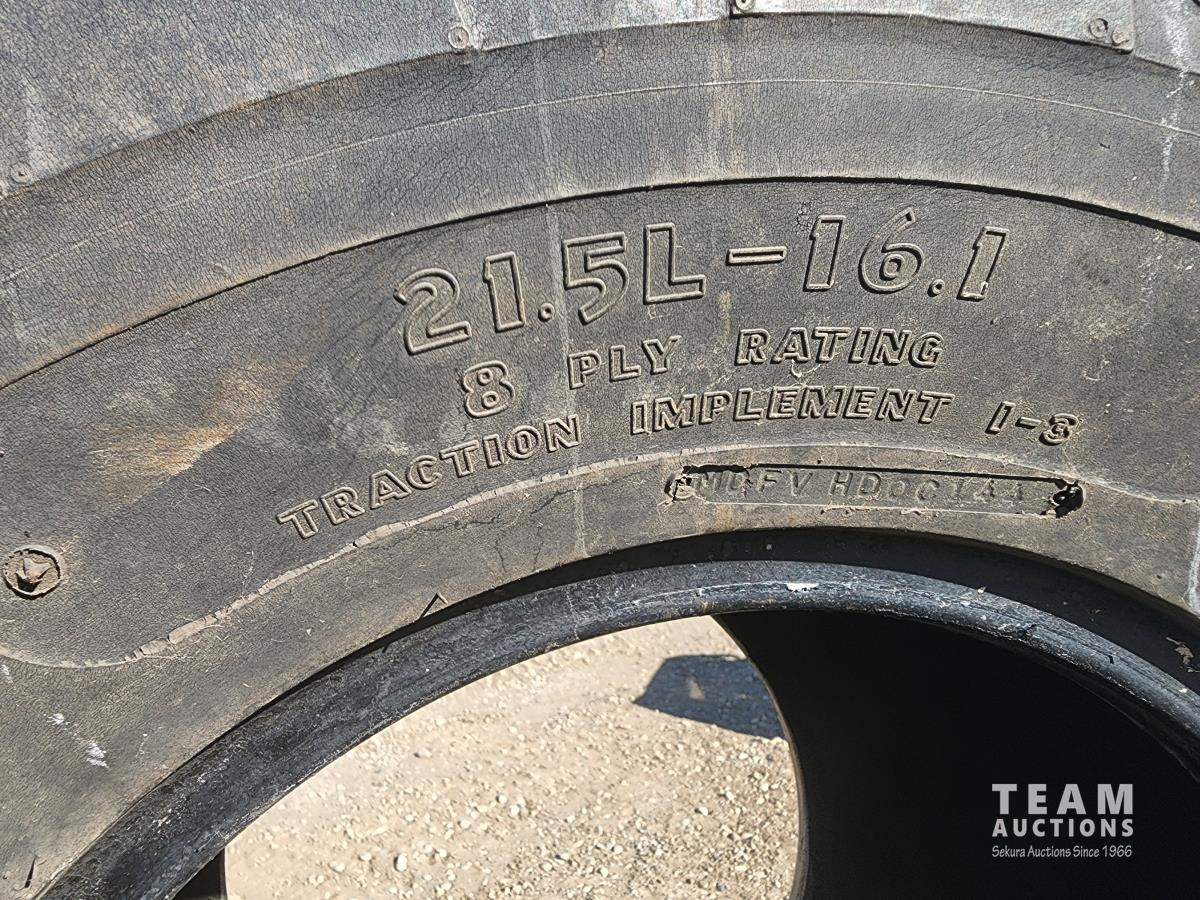 21.5L-16.1
8 PLY RATING
TRACTION IMPLEMENT I-3
TEAM
AUCTIONS
Sekura Auctions Since 1966